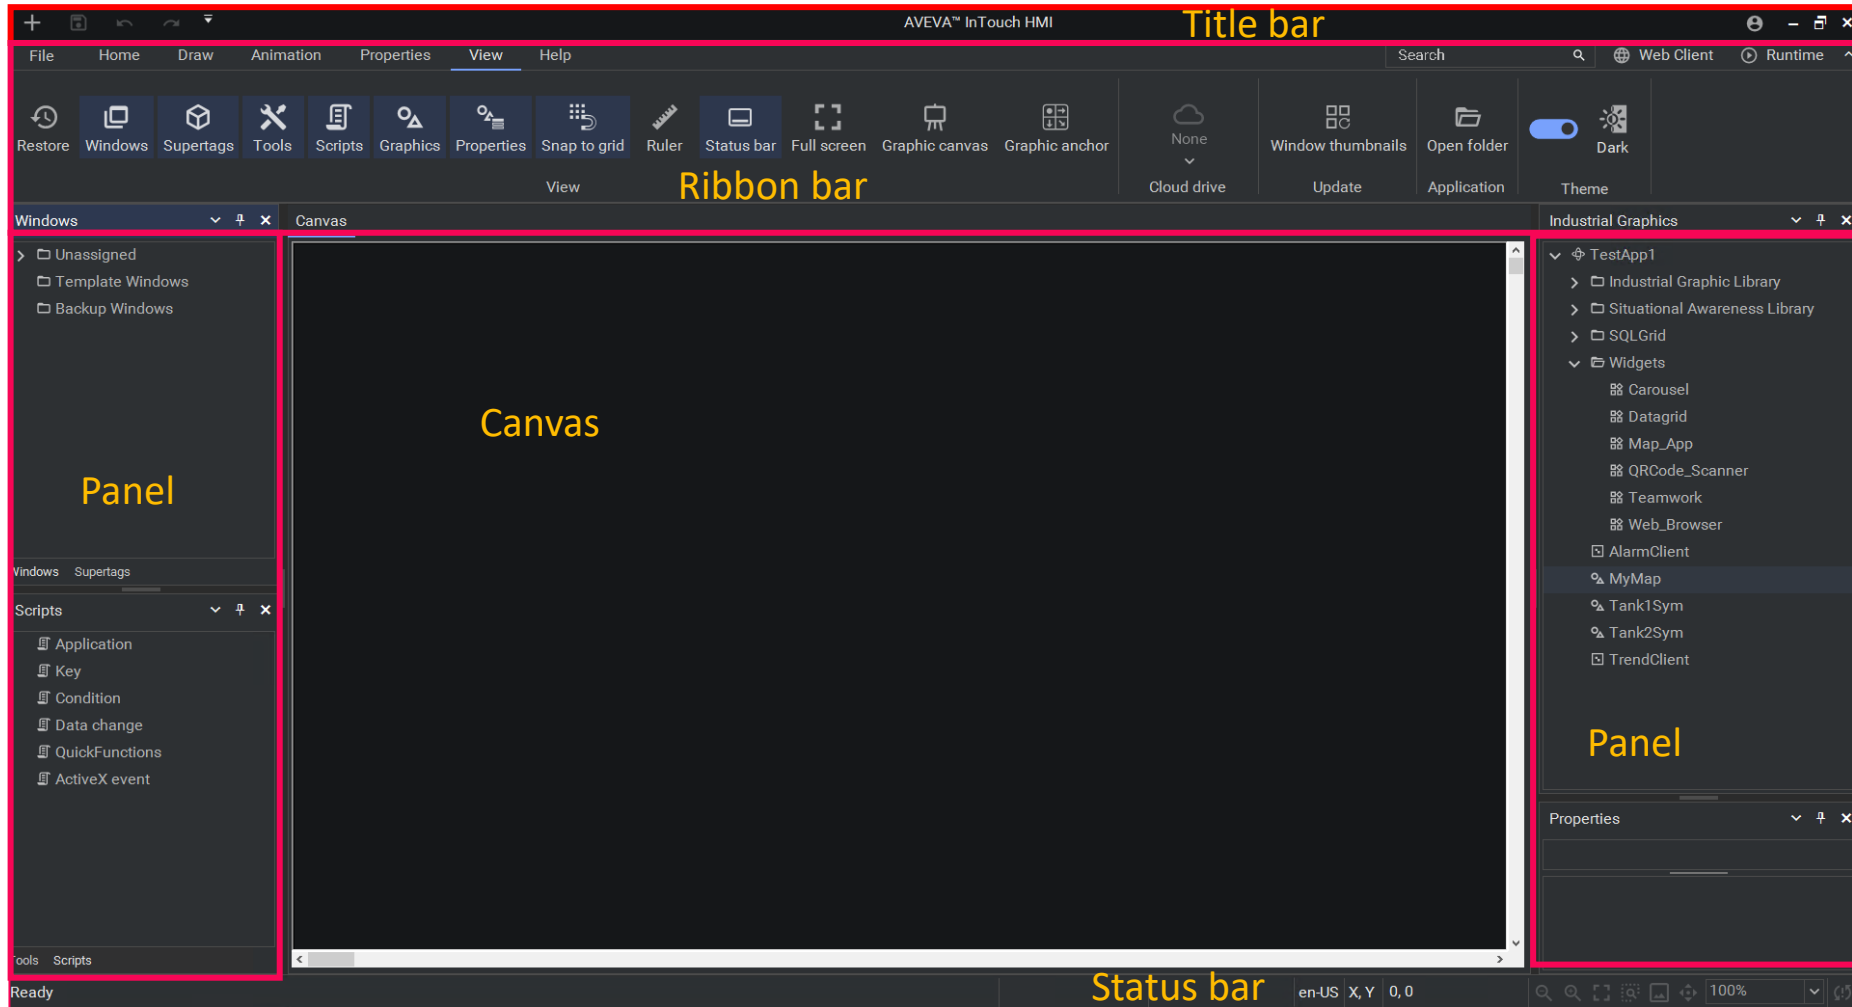 AVEVA™ InTouch HMI
Title bar
File Home Draw Animation Properties View Help Search Web Client Runtime
Restore Windows Supertags Tools Scripts Graphics Properties Snap to grid Ruler Status bar Full screen Graphic canvas Graphic anchor None Window thumbnails Open folder Dark
View Cloud drive Update Application Theme
Ribbon bar
Windows
Unassigned
Template Windows
Backup Windows
Panel
Windows Supertags
Scripts
Application
Key
Condition
Data change
QuickFunctions
ActiveX event
Tools Scripts
Canvas
Canvas
Industrial Graphics
TestApp1
Industrial Graphic Library
Situational Awareness Library
SQLGrid
Widgets
Carousel
Datagrid
Map_App
QRCode_Scanner
Teamwork
Web_Browser
AlarmClient
MyMap
Tank1Sym
Tank2Sym
TrendClient
Panel
Properties
Ready
Status bar
en-US X, Y 0, 0 100%